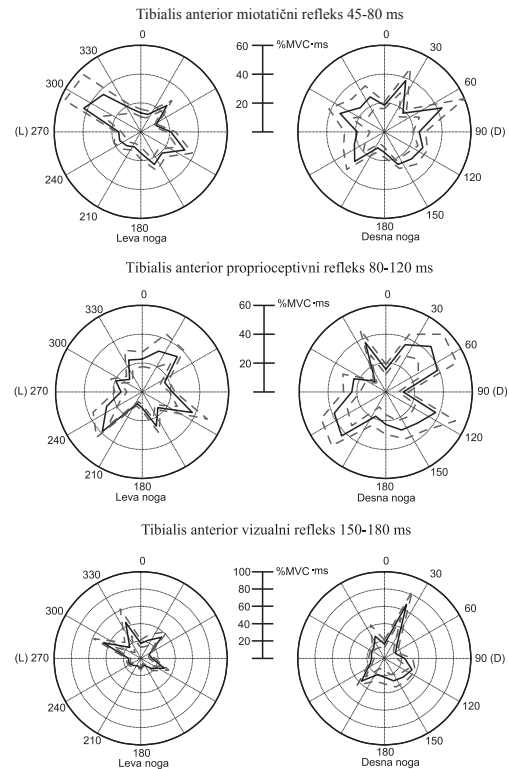 Tibialis anterior miotatični refleks 45-80 ms
0 60 %MVC•ms 0
330 30
300 40 60
20
(L) 270 90 (D)
240 120
210 150
180 180
Leva noga Desna noga
Tibialis anterior proprioceptivni refleks 80-120 ms
0 60 %MVC•ms 0
330 30
300 40 60
20
(L) 270 90 (D)
240 120
210 150
180 180
Leva noga Desna noga
Tibialis anterior vizualni refleks 150-180 ms
0 100 %MVC•ms 0
330 80 30
300 60 60
40
20
(L) 270 90 (D)
240 120
210 150
180 180
Leva noga Desna noga